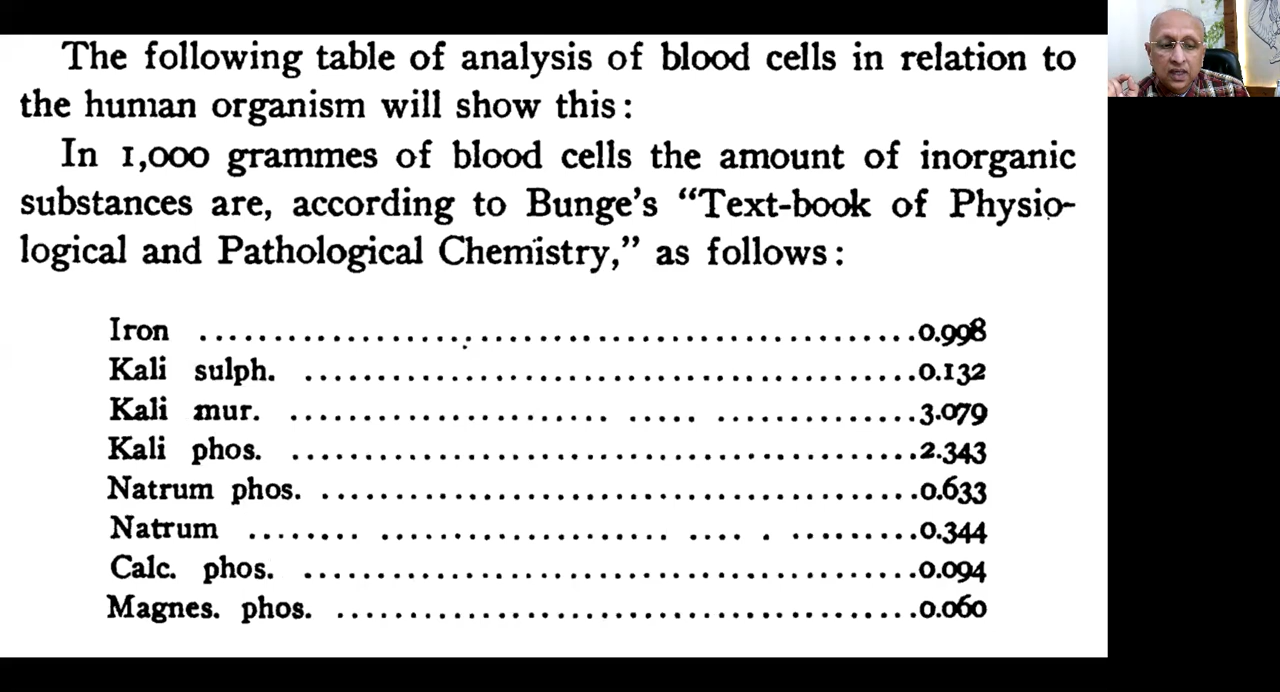 The following table of analysis of blood cells in relation to
the human organism will show this:
In 1,000 grammes of blood cells the amount of inorganic
substances are, according to Bunge's “Text-book of Physio-
logical and Pathological Chemistry,” as follows:
Iron ................................................0.998
Kali sulph. .........................................0.132
Kali mur. ..................... ..... ..............3.079
Kali phos. ..........................................2.343
Natrum phos. ........................................0.633
Natrum ........ .................... .... . .........0.344
Calc. phos. .........................................0.094
Magnes. phos. .......................................0.060